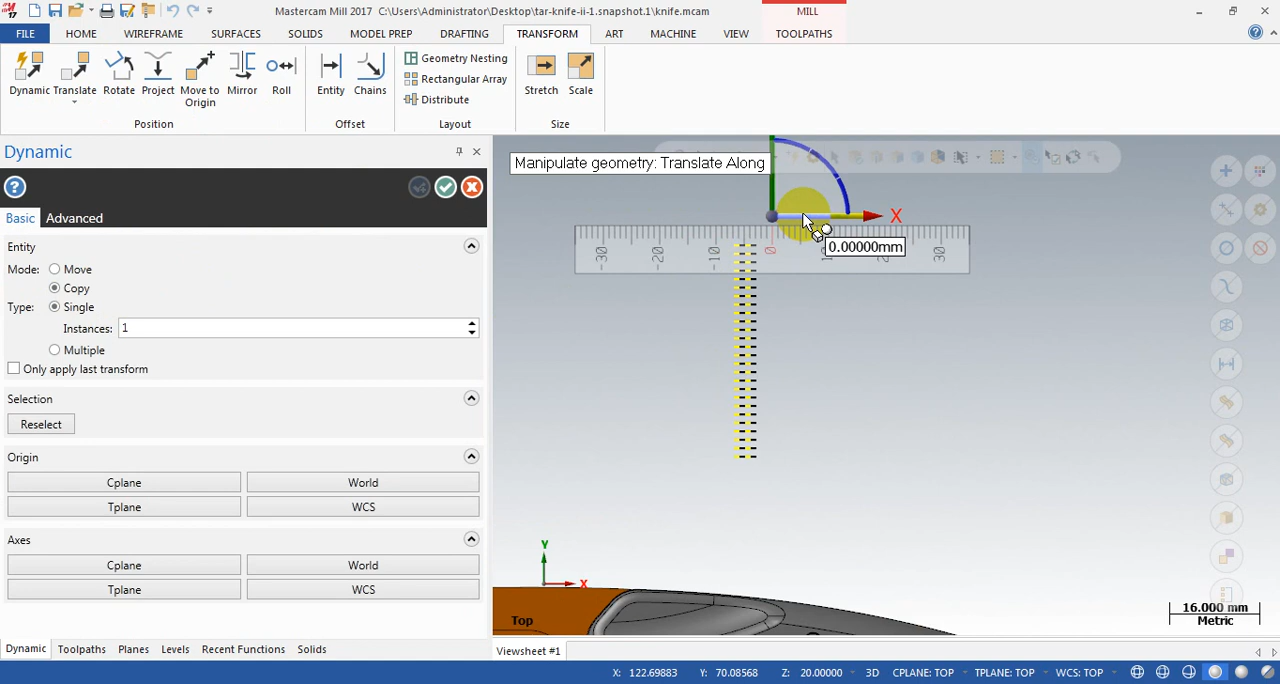 Mastercam Mill 2017 C:\Users\Administrator\Desktop\tar-knife-ii-1.snapshot.1\knife.mcam
MILL
FILE HOME WIREFRAME SURFACES SOLIDS MODEL PREP DRAFTING TRANSFORM ART MACHINE VIEW TOOLPATHS
Dynamic Translate Rotate Project Move to Origin Mirror Roll
Entity Chains
Geometry Nesting
Rectangular Array
Distribute
Stretch Scale
Position Offset Layout Size
Dynamic
Basic Advanced
Entity
Mode: Move
Copy
Type: Single
Instances: 1
Multiple
Only apply last transform
Selection
Reselect
Origin
Cplane World
Tplane WCS
Axes
Cplane World
Tplane WCS
Dynamic Toolpaths Planes Levels Recent Functions Solids
Manipulate geometry: Translate Along
X
0.00000mm
-30 -20 -10 0 30
Y
X
Top
16.000 mm
Metric
Viewsheet #1
X: 122.69883 Y: 70.08568 Z: 20.00000 3D CPLANE: TOP TPLANE: TOP WCS: TOP